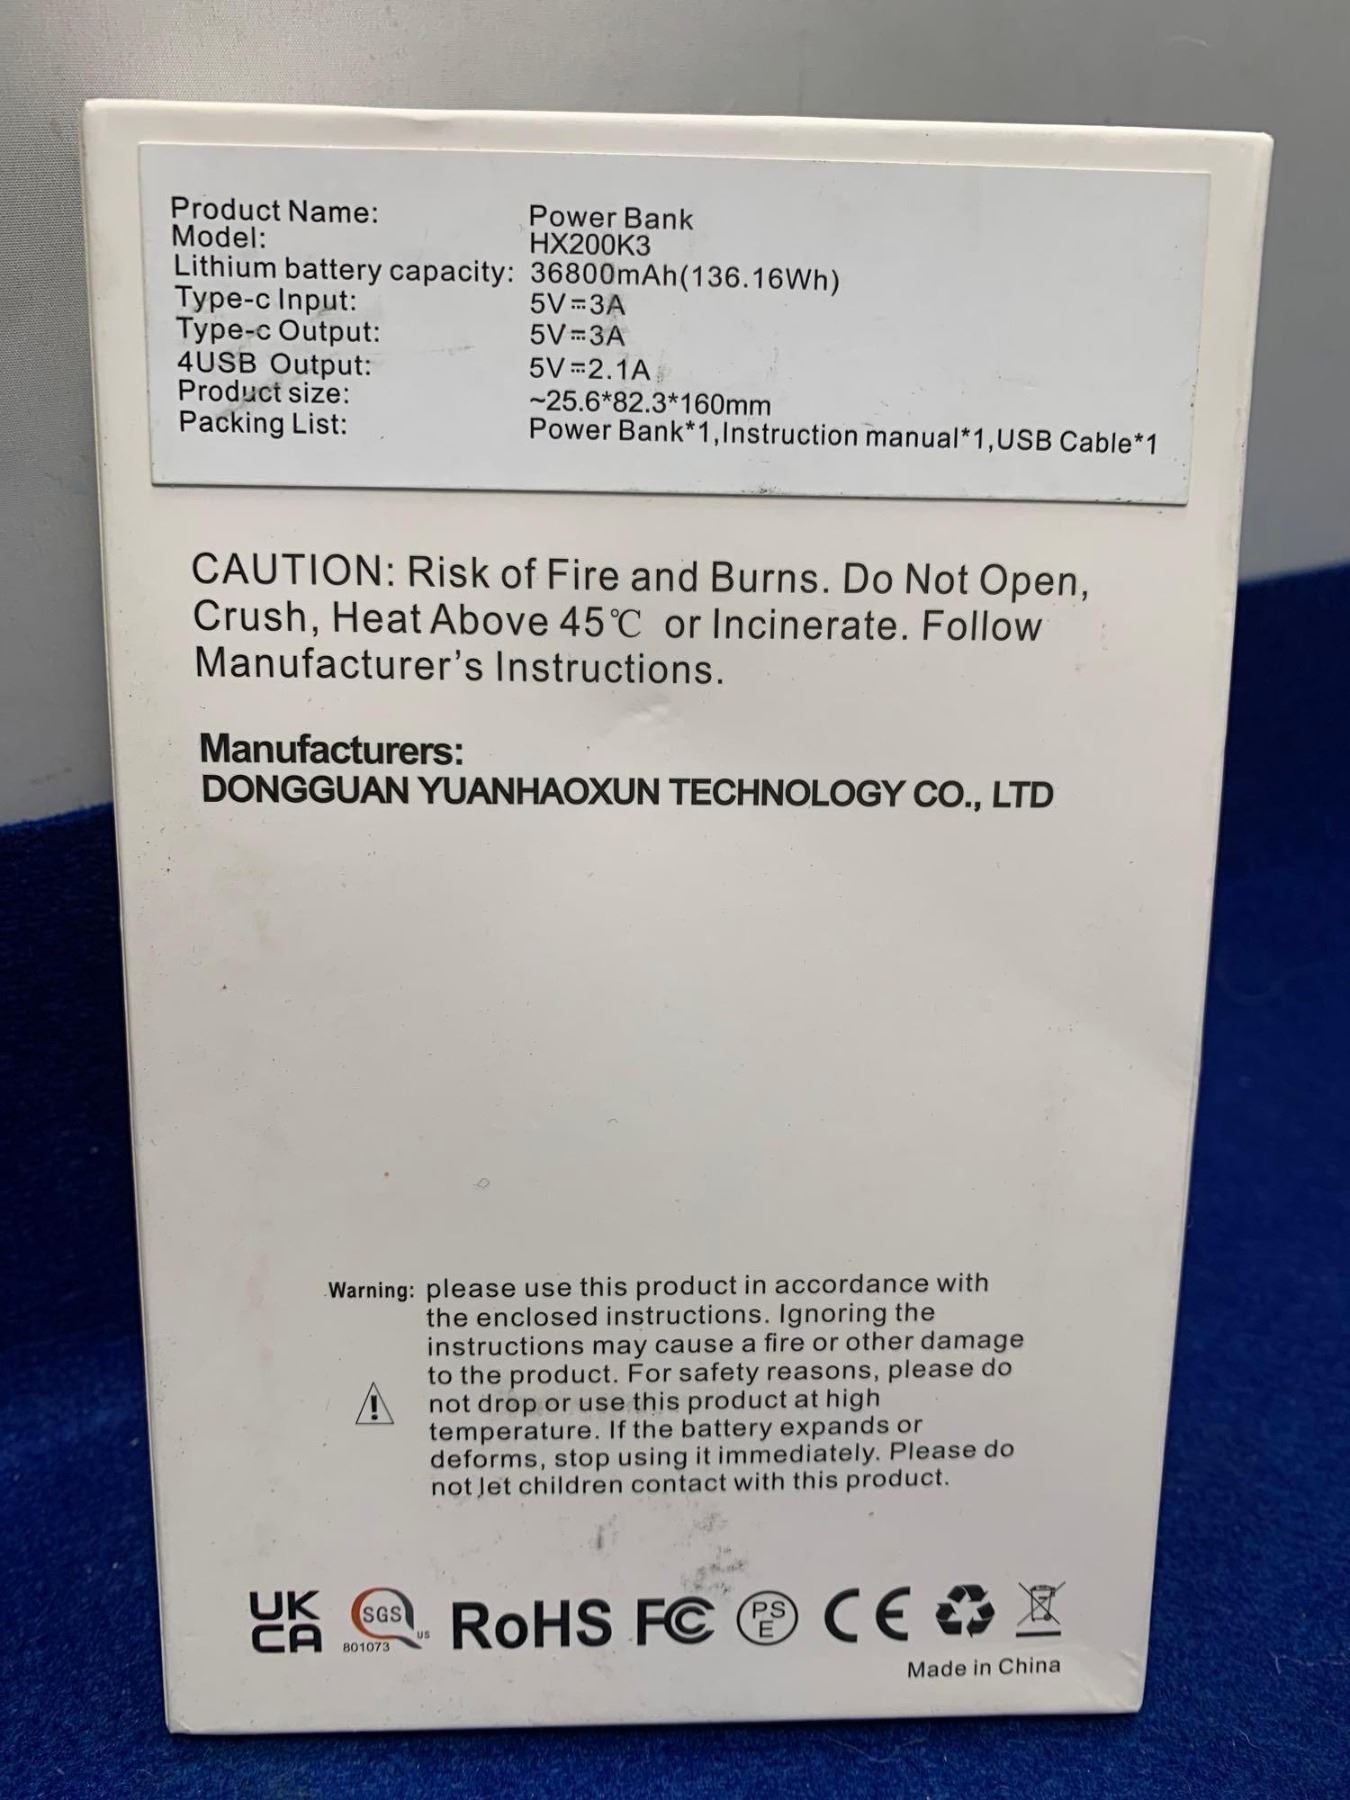 Product Name: Power Bank
Model: HX200K3
Lithium battery capacity: 36800mAh(136.16Wh)
Type-c Input: 5V⎓3A
Type-c Output: 5V⎓3A
4USB Output: 5V⎓2.1A
Product size: ~25.6*82.3*160mm
Packing List: Power Bank*1,Instruction manual*1,USB Cable*1
CAUTION: Risk of Fire and Burns. Do Not Open,
Crush, Heat Above 45℃ or Incinerate. Follow
Manufacturer's Instructions.
Manufacturers:
DONGGUAN YUANHAOXUN TECHNOLOGY CO., LTD
Warning: please use this product in accordance with
the enclosed instructions. Ignoring the
instructions may cause a fire or other damage
to the product. For safety reasons, please do
not drop or use this product at high
temperature. If the battery expands or
deforms, stop using it immediately. Please do
not let children contact with this product.
UK
CA
SGS
US
801073
RoHS FC PS
E
CE
Made in China